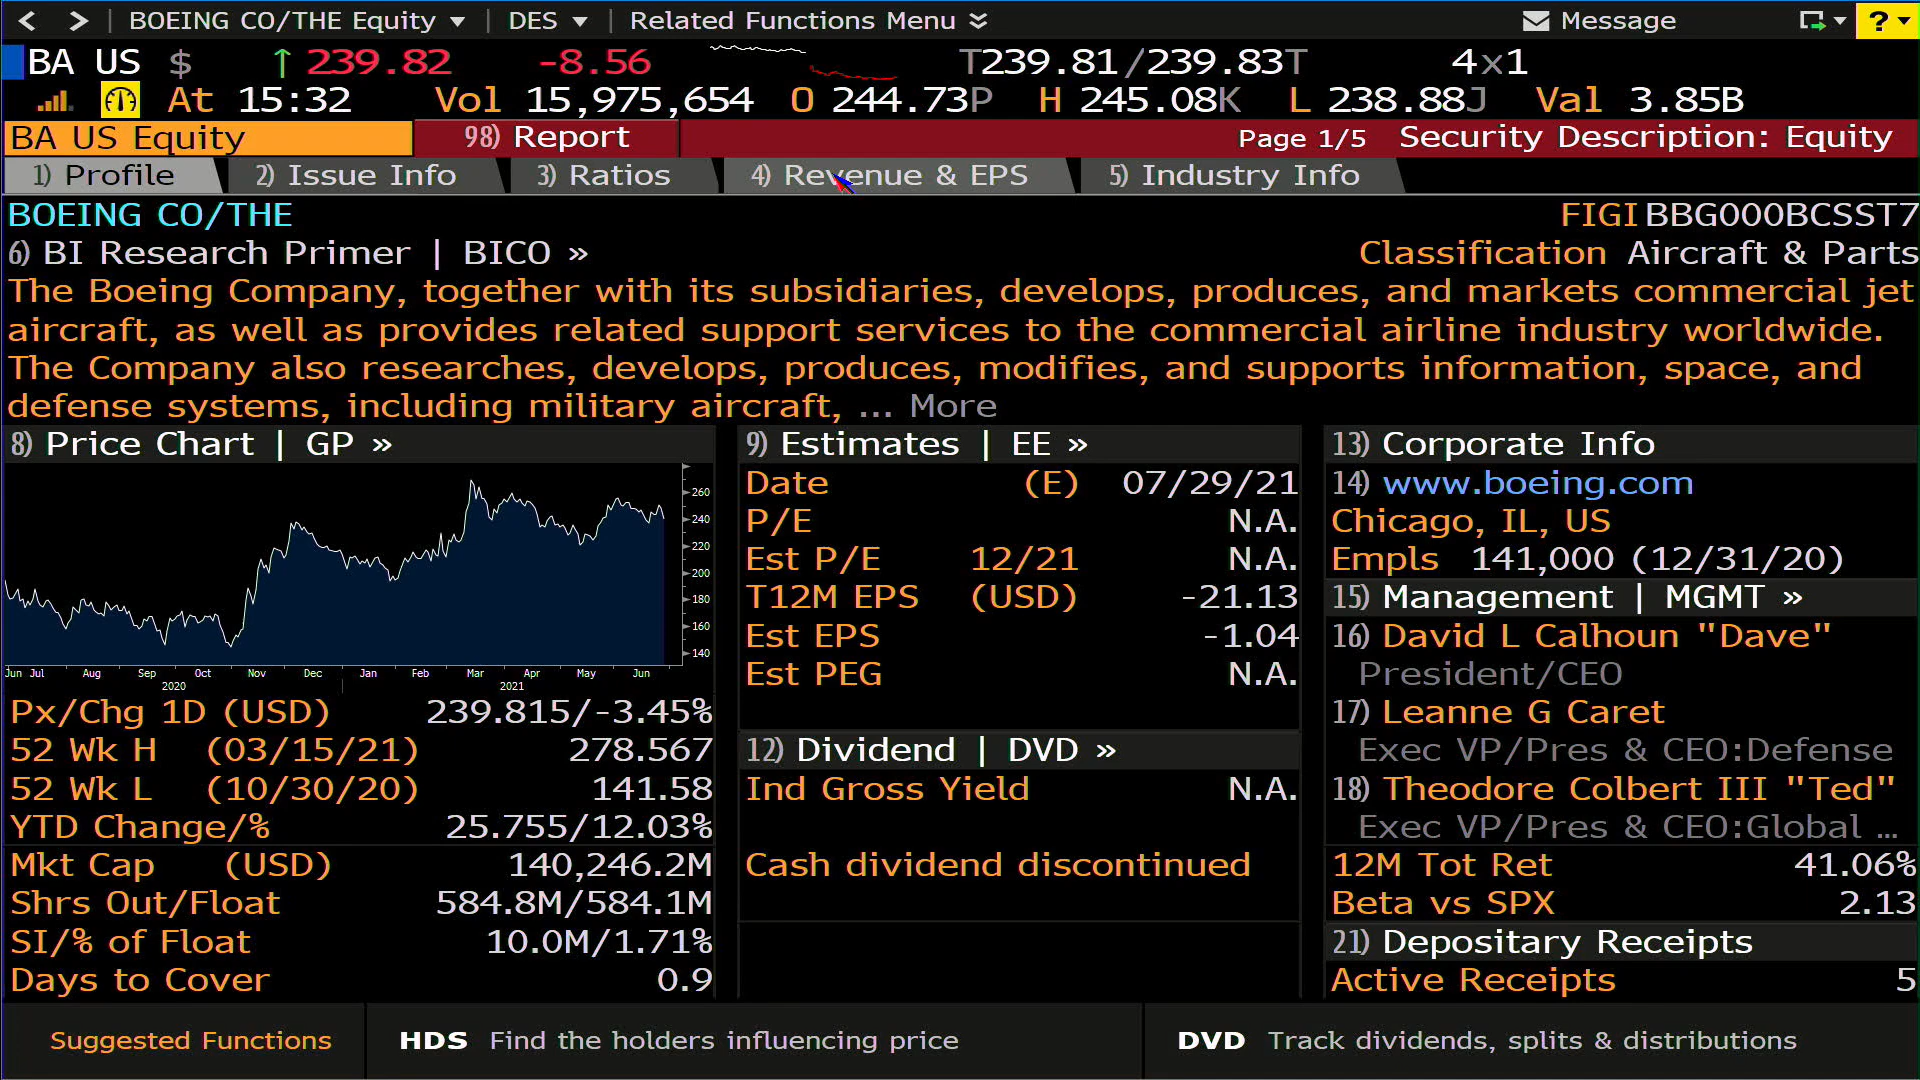 < > BOEING CO/THE Equity DES Related Functions Menu Message ?
BA US $ ↑ 239.82 -8.56 T239.81/239.83T 4x1
At 15:32 Vol 15,975,654 O 244.73P H 245.08K L 238.88J Val 3.85B
BA US Equity 98) Report Page 1/5 Security Description: Equity
1) Profile 2) Issue Info 3) Ratios 4) Revenue & EPS 5) Industry Info
BOEING CO/THE FIGI BBG000BCSST7
6) BI Research Primer | BICO » Classification Aircraft & Parts
The Boeing Company, together with its subsidiaries, develops, produces, and markets commercial jet
aircraft, as well as provides related support services to the commercial airline industry worldwide.
The Company also researches, develops, produces, modifies, and supports information, space, and
defense systems, including military aircraft, ... More
8) Price Chart | GP »
260
240
220
200
180
160
140
Jun Jul Aug Sep Oct Nov Dec Jan Feb Mar Apr May Jun
2020 2021
Px/Chg 1D (USD) 239.815/-3.45%
52 Wk H (03/15/21) 278.567
52 Wk L (10/30/20) 141.58
YTD Change/% 25.755/12.03%
Mkt Cap (USD) 140,246.2M
Shrs Out/Float 584.8M/584.1M
SI/% of Float 10.0M/1.71%
Days to Cover 0.9
9) Estimates | EE »
Date (E) 07/29/21
P/E N.A.
Est P/E 12/21 N.A.
T12M EPS (USD) -21.13
Est EPS -1.04
Est PEG N.A.
12) Dividend | DVD »
Ind Gross Yield N.A.
Cash dividend discontinued
13) Corporate Info
14) www.boeing.com
Chicago, IL, US
Empls 141,000 (12/31/20)
15) Management | MGMT »
16) David L Calhoun "Dave"
President/CEO
17) Leanne G Caret
Exec VP/Pres & CEO:Defense
18) Theodore Colbert III "Ted"
Exec VP/Pres & CEO:Global ...
12M Tot Ret 41.06%
Beta vs SPX 2.13
21) Depositary Receipts
Active Receipts 5
Suggested Functions HDS Find the holders influencing price DVD Track dividends, splits & distributions